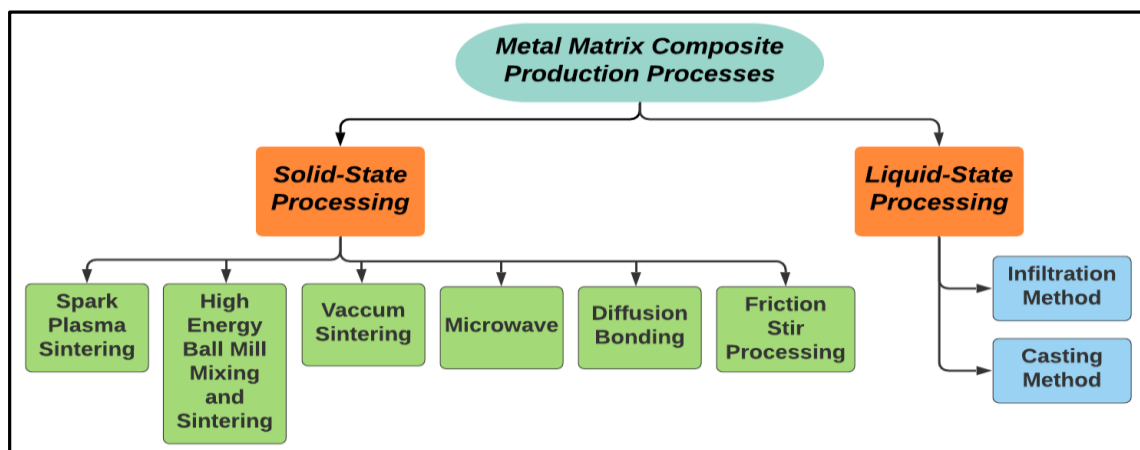 Metal Matrix Composite
Production Processes
Solid-State
Processing
Liquid-State
Processing
Spark
Plasma
Sintering
High
Energy
Ball Mill
Mixing
and
Sintering
Vaccum
Sintering
Microwave
Diffusion
Bonding
Friction
Stir
Processing
Infiltration
Method
Casting
Method